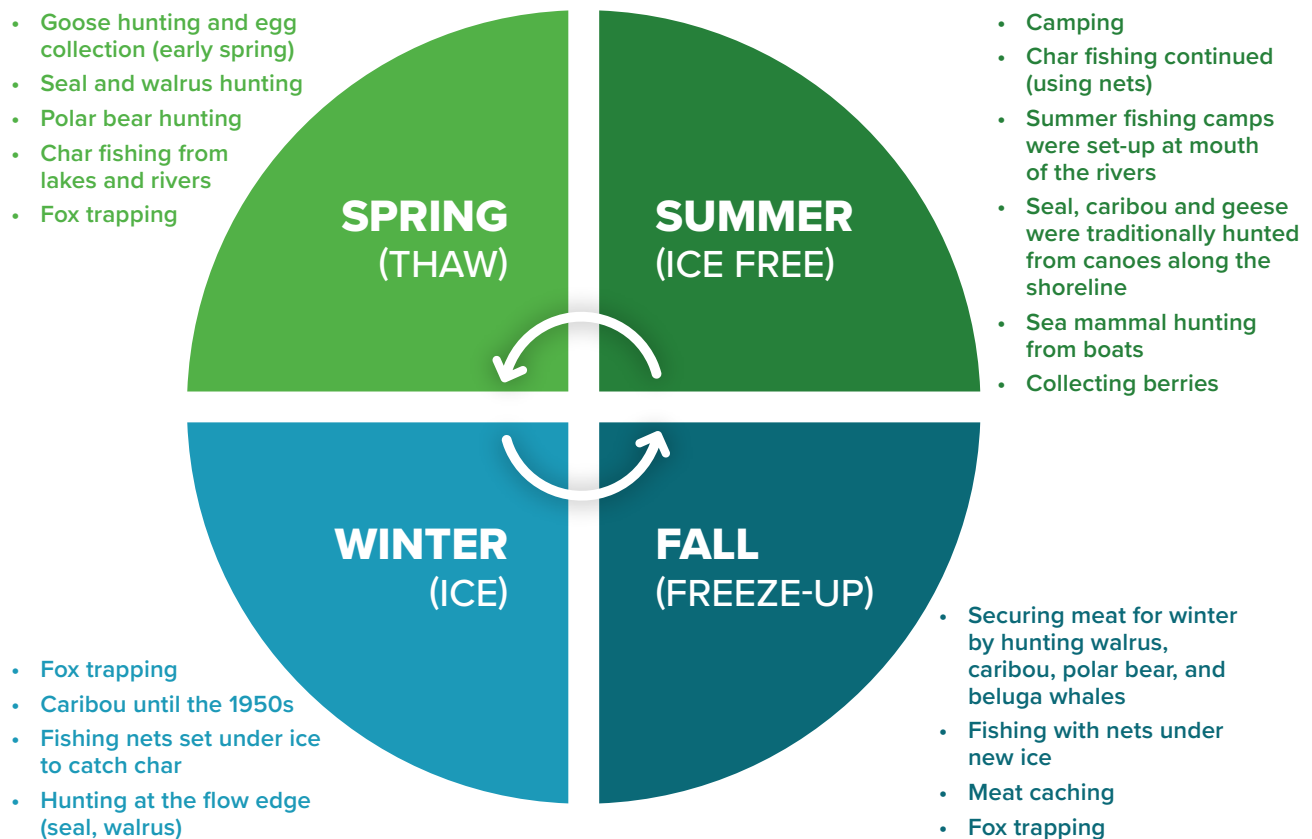 • Goose hunting and egg
collection (early spring)
• Seal and walrus hunting
• Polar bear hunting
• Char fishing from
lakes and rivers
• Fox trapping
SPRING
(THAW)
SUMMER
(ICE FREE)
• Camping
• Char fishing continued
(using nets)
• Summer fishing camps
were set-up at mouth
of the rivers
• Seal, caribou and geese
were traditionally hunted
from canoes along the
shoreline
• Sea mammal hunting
from boats
• Collecting berries
WINTER
(ICE)
FALL
(FREEZE-UP)
• Fox trapping
• Caribou until the 1950s
• Fishing nets set under ice
to catch char
• Hunting at the flow edge
(seal, walrus)
• Securing meat for winter
by hunting walrus,
caribou, polar bear, and
beluga whales
• Fishing with nets under
new ice
• Meat caching
• Fox trapping